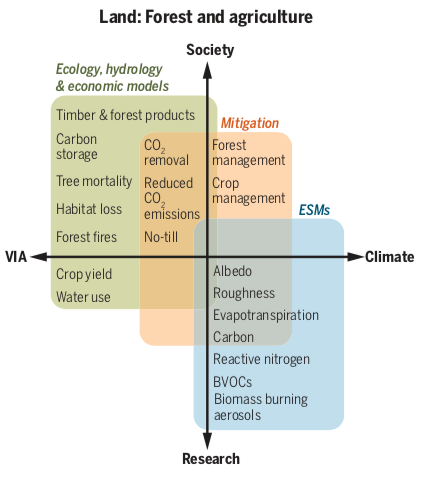 Land: Forest and agriculture
Society
Ecology, hydrology
& economic models
Timber & forest products
Mitigation
Carbon
storage
CO2
removal
Forest
management
Tree mortality
Reduced
CO2
emissions
Crop
management
Habitat loss
ESMs
Forest fires
No-till
VIA
Climate
Crop yield
Water use
Albedo
Roughness
Evapotranspiration
Carbon
Reactive nitrogen
BVOCs
Biomass burning
aerosols
Research